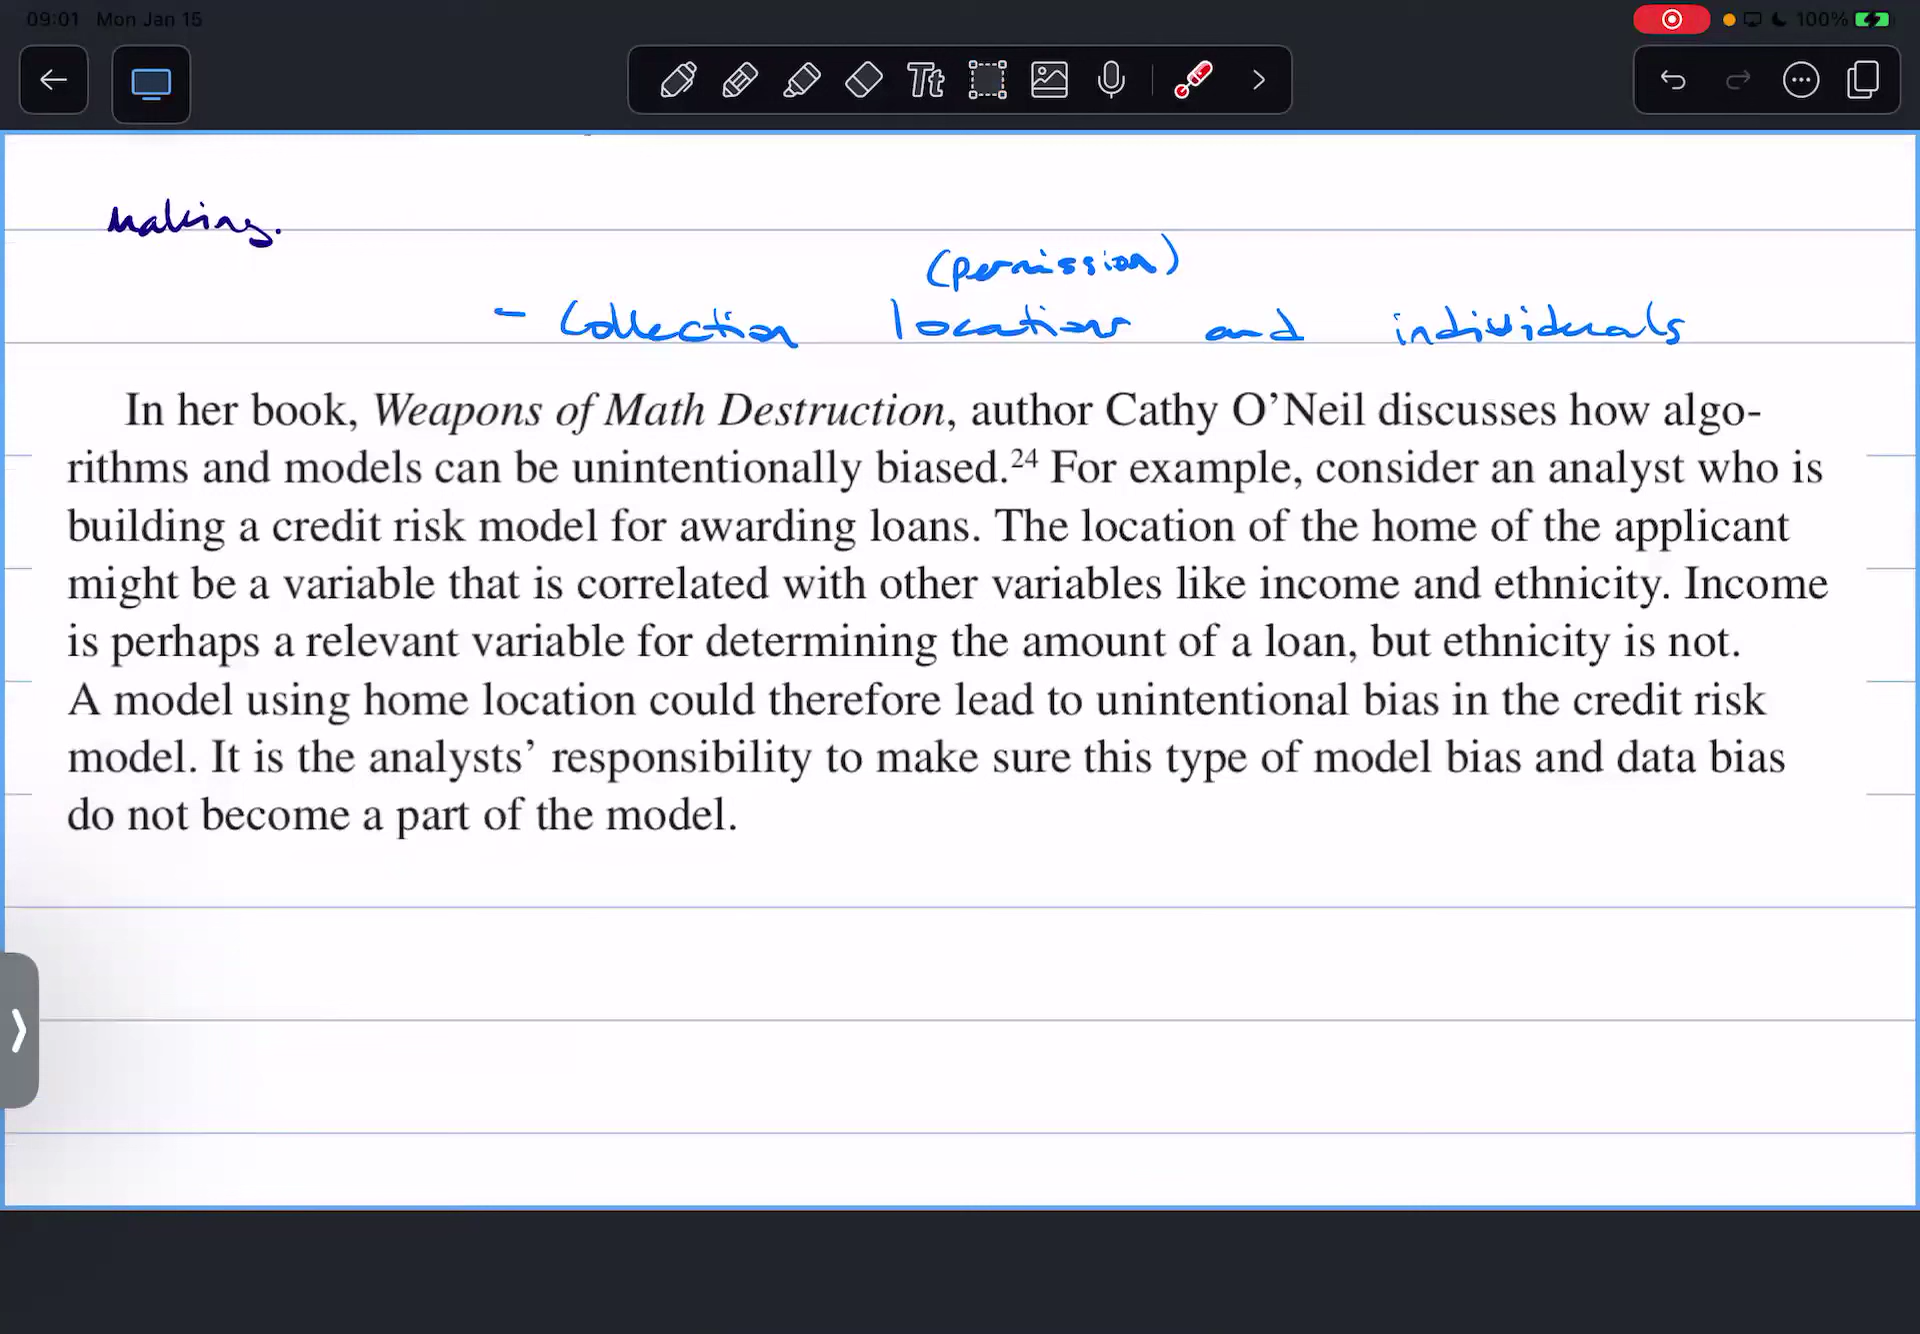 09:01 Mon Jan 15
100%
Tt
making.
(permission)
- Collection locations and individuals
In her book, Weapons of Math Destruction, author Cathy O’Neil discusses how algo-
rithms and models can be unintentionally biased.24 For example, consider an analyst who is
building a credit risk model for awarding loans. The location of the home of the applicant
might be a variable that is correlated with other variables like income and ethnicity. Income
is perhaps a relevant variable for determining the amount of a loan, but ethnicity is not.
A model using home location could therefore lead to unintentional bias in the credit risk
model. It is the analysts’ responsibility to make sure this type of model bias and data bias
do not become a part of the model.